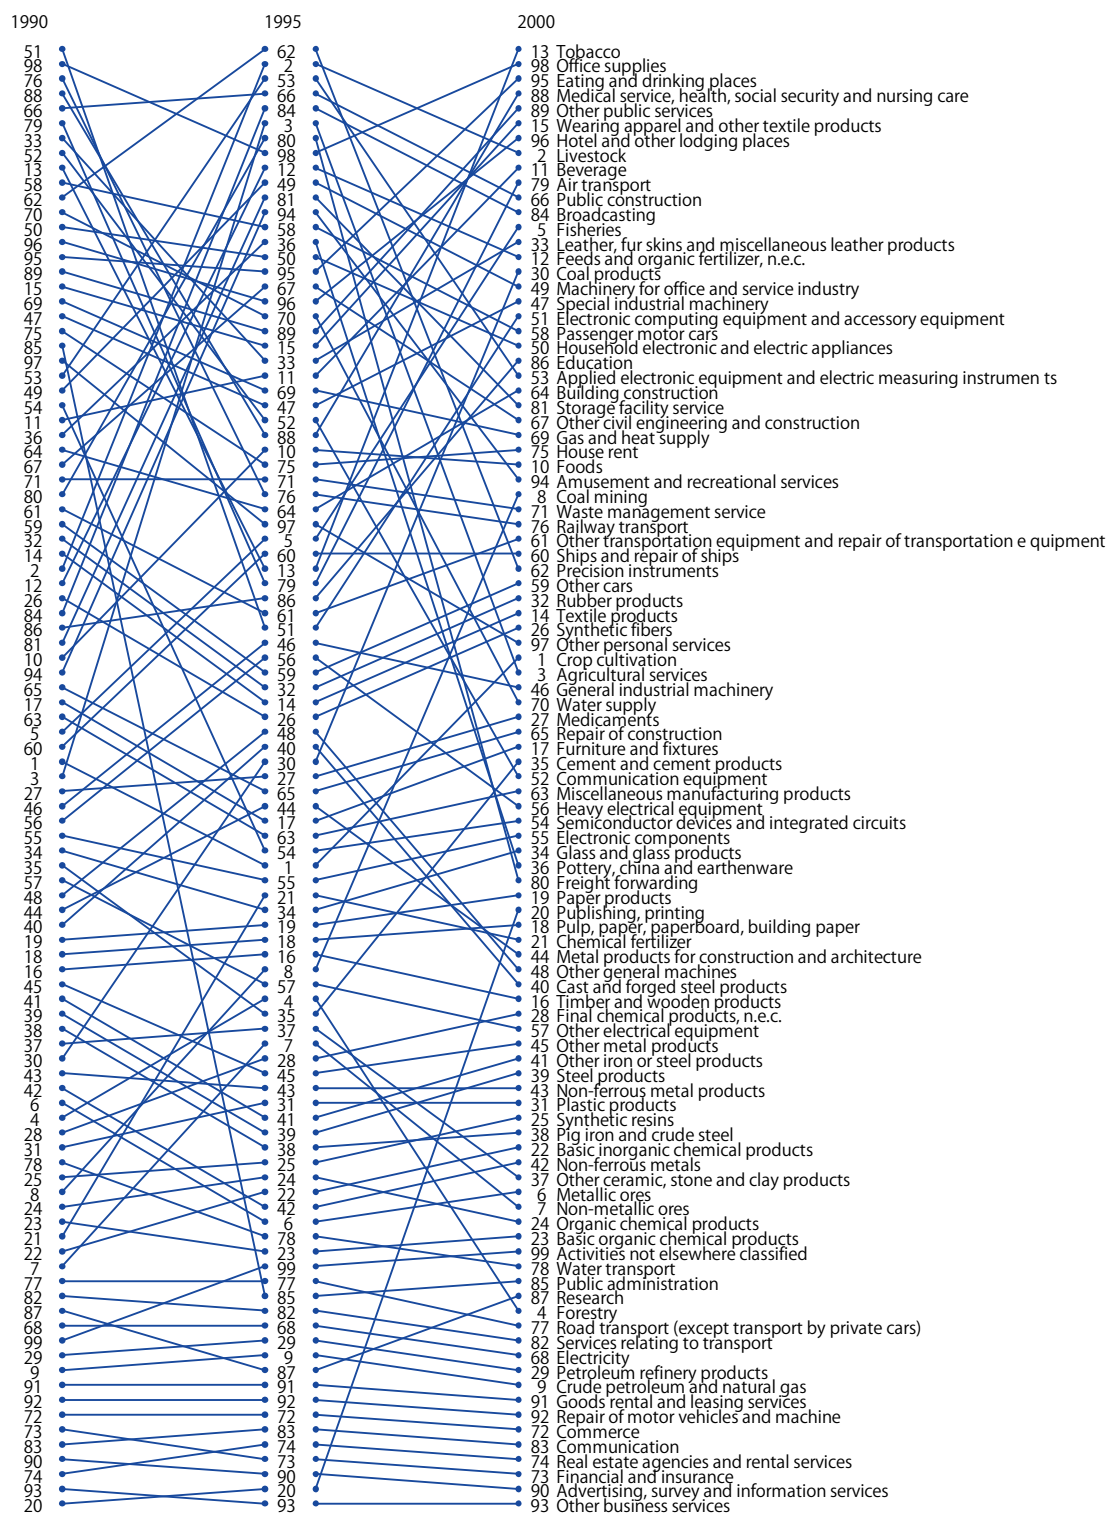 1990 1995 2000
51 62 13 Tobacco
98 2 98 Office supplies
76 53 95 Eating and drinking places
88 66 88 Medical service, health, social security and nursing care
66 84 89 Other public services
79 3 15 Wearing apparel and other textile products
33 80 96 Hotel and other lodging places
52 98 2 Livestock
13 12 11 Beverage
58 49 79 Air transport
62 81 66 Public construction
70 94 84 Broadcasting
50 58 5 Fisheries
96 36 33 Leather, fur skins and miscellaneous leather products
95 50 12 Feeds and organic fertilizer, n.e.c.
89 95 30 Coal products
15 67 49 Machinery for office and service industry
69 96 47 Special industrial machinery
47 70 51 Electronic computing equipment and accessory equipment
75 89 58 Passenger motor cars
85 15 50 Household electronic and electric appliances
97 33 86 Education
53 11 53 Applied electronic equipment and electric measuring instrumen ts
49 69 64 Building construction
54 47 81 Storage facility service
11 52 67 Other civil engineering and construction
36 88 69 Gas and heat supply
64 10 75 House rent
67 75 10 Foods
71 71 94 Amusement and recreational services
80 76 8 Coal mining
61 64 71 Waste management service
59 97 76 Railway transport
32 5 61 Other transportation equipment and repair of transportation e quipment
14 60 60 Ships and repair of ships
2 13 62 Precision instruments
12 79 59 Other cars
26 86 32 Rubber products
84 61 14 Textile products
86 51 26 Synthetic fibers
81 46 97 Other personal services
10 56 1 Crop cultivation
94 59 3 Agricultural services
65 32 46 General industrial machinery
17 14 70 Water supply
63 26 27 Medicaments
5 48 65 Repair of construction
60 40 17 Furniture and fixtures
1 30 35 Cement and cement products
3 27 52 Communication equipment
27 65 63 Miscellaneous manufacturing products
46 44 56 Heavy electrical equipment
56 17 54 Semiconductor devices and integrated circuits
55 63 55 Electronic components
34 54 34 Glass and glass products
35 1 36 Pottery, china and earthenware
57 55 80 Freight forwarding
48 21 19 Paper products
44 34 20 Publishing, printing
40 19 18 Pulp, paper, paperboard, building paper
19 18 21 Chemical fertilizer
18 16 44 Metal products for construction and architecture
16 8 48 Other general machines
45 57 40 Cast and forged steel products
41 4 16 Timber and wooden products
39 35 28 Final chemical products, n.e.c.
38 37 57 Other electrical equipment
37 7 45 Other metal products
30 28 41 Other iron or steel products
43 45 39 Steel products
42 43 43 Non-ferrous metal products
6 31 31 Plastic products
4 41 25 Synthetic resins
28 39 38 Pig iron and crude steel
31 38 22 Basic inorganic chemical products
78 25 42 Non-ferrous metals
25 24 37 Other ceramic, stone and clay products
8 22 6 Metallic ores
24 42 7 Non-metallic ores
23 6 24 Organic chemical products
21 78 23 Basic organic chemical products
22 23 99 Activities not elsewhere classified
7 99 78 Water transport
77 77 85 Public administration
82 85 87 Research
87 82 4 Forestry
68 68 77 Road transport (except transport by private cars)
99 29 82 Services relating to transport
29 9 68 Electricity
9 87 29 Petroleum refinery products
91 91 9 Crude petroleum and natural gas
92 92 91 Goods rental and leasing services
72 72 92 Repair of motor vehicles and machine
73 83 72 Commerce
83 74 83 Communication
90 73 74 Real estate agencies and rental services
74 90 73 Financial and insurance
93 20 90 Advertising, survey and information services
20 93 93 Other business services